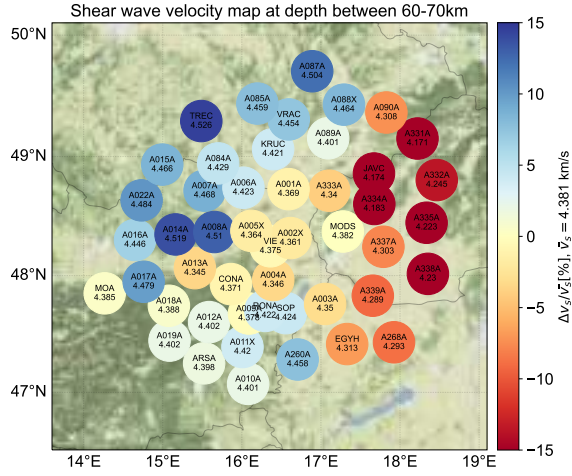 Shear wave velocity map at depth between 60-70km
50°N
49°N
48°N
47°N
14°E
15°E
16°E
17°E
18°E
19°E
A087A
4.504
A085A
4.459
A088X
4.464
A090A
4.308
TREC
4.526
VRAC
4.454
A089A
4.401
A331A
4.171
KRUC
4.421
A015A
4.466
A084A
4.429
JAVC
4.174
A332A
4.245
A022A
4.484
A007A
4.468
A006A
4.423
A001A
4.369
A333A
4.34
A334A
4.183
A335A
4.223
A016A
4.446
A014A
4.519
A008A
4.51
A005X
4.364
VIE
4.375
A002X
4.361
MODS
4.382
A337A
4.303
A338A
4.23
MOA
4.385
A017A
4.479
A013A
4.345
CONA
4.371
A004A
4.346
A339A
4.289
A018A
4.388
A012A
4.402
A009A
4.378
RONA
4.422
SOP
4.424
A003A
4.35
A019A
4.402
ARSA
4.398
A011X
4.42
A010A
4.401
A260A
4.458
EGYH
4.313
A268A
4.293
15
10
5
0
−5
−10
−15
Δvₛ/v̄ₛ[%], v̄ₛ = 4.381 km/s